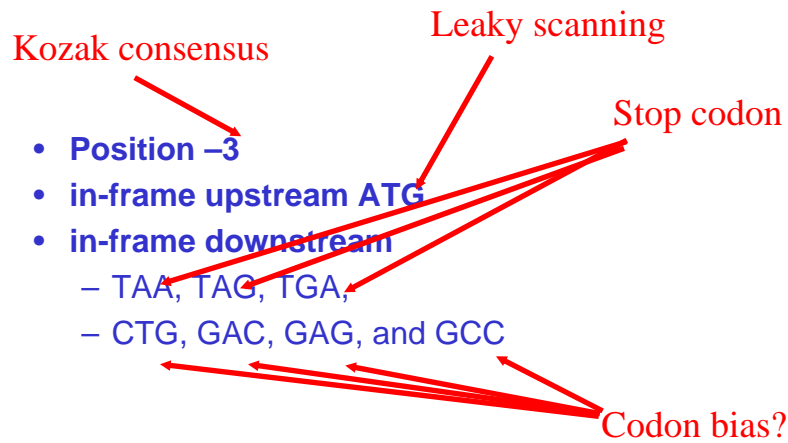 Leaky scanning
Kozak consensus
Stop codon
• Position –3
• in-frame upstream ATG
• in-frame downstream
– TAA, TAG, TGA,
– CTG, GAC, GAG, and GCC
Codon bias?